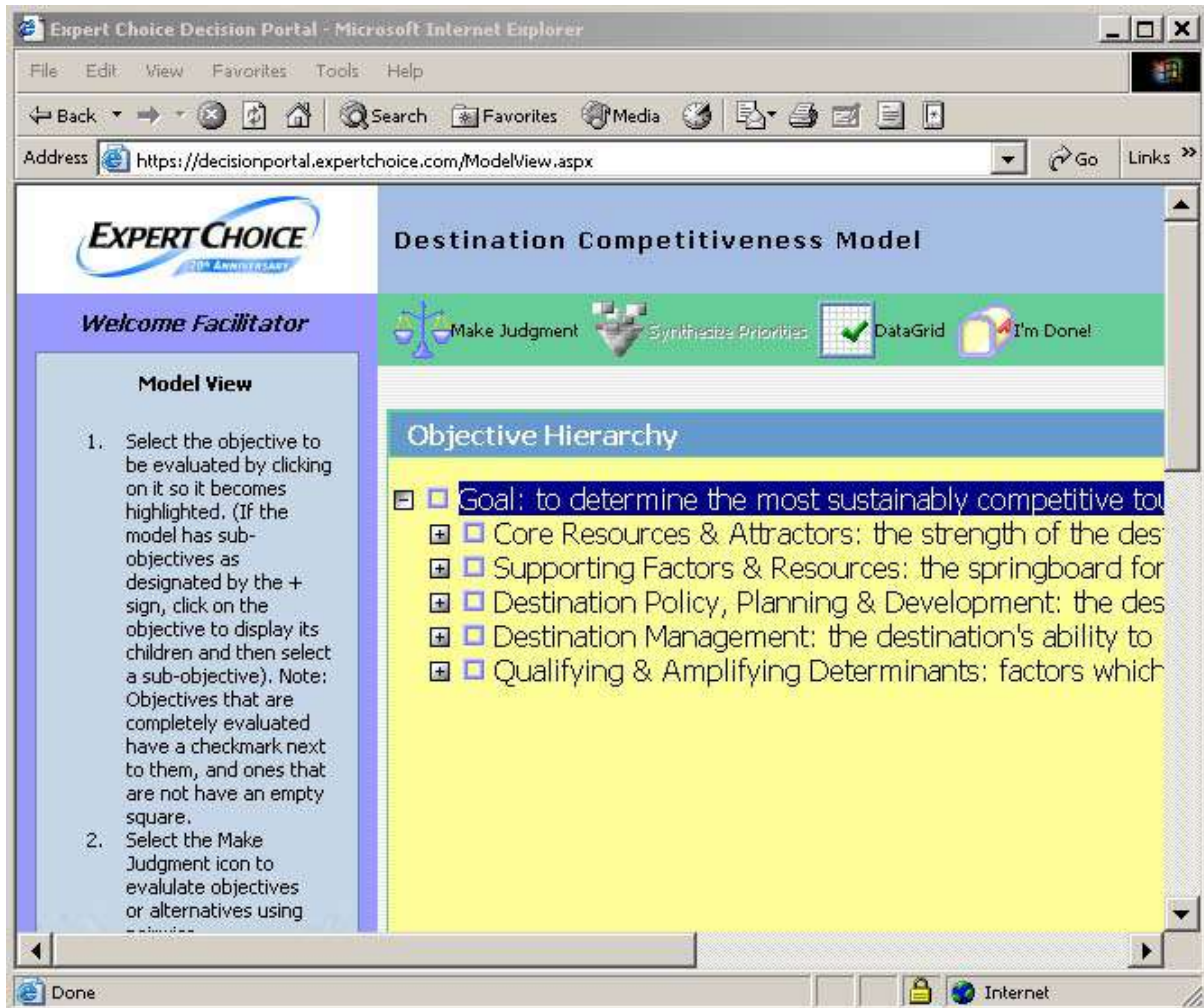 Expert Choice Decision Portal - Microsoft Internet Explorer
File Edit View Favorites Tools Help
Back Search Favorites Media
Address https://decisionportal.expertchoice.com/ModelView.aspx Go Links »
EXPERT CHOICE
20th ANNIVERSARY
Destination Competitiveness Model
Welcome Facilitator
Make Judgment Synthesize Priorities DataGrid I'm Done!
Model View
1. Select the objective to
be evaluated by clicking
on it so it becomes
highlighted. (If the
model has sub-
objectives as
designated by the +
sign, click on the
objective to display its
children and then select
a sub-objective). Note:
Objectives that are
completely evaluated
have a checkmark next
to them, and ones that
are not have an empty
square.
2. Select the Make
Judgment icon to
evalulate objectives
or alternatives using
Objective Hierarchy
Goal: to determine the most sustainably competitive tou
Core Resources & Attractors: the strength of the des
Supporting Factors & Resources: the springboard for
Destination Policy, Planning & Development: the des
Destination Management: the destination's ability to
Qualifying & Amplifying Determinants: factors which
Done Internet